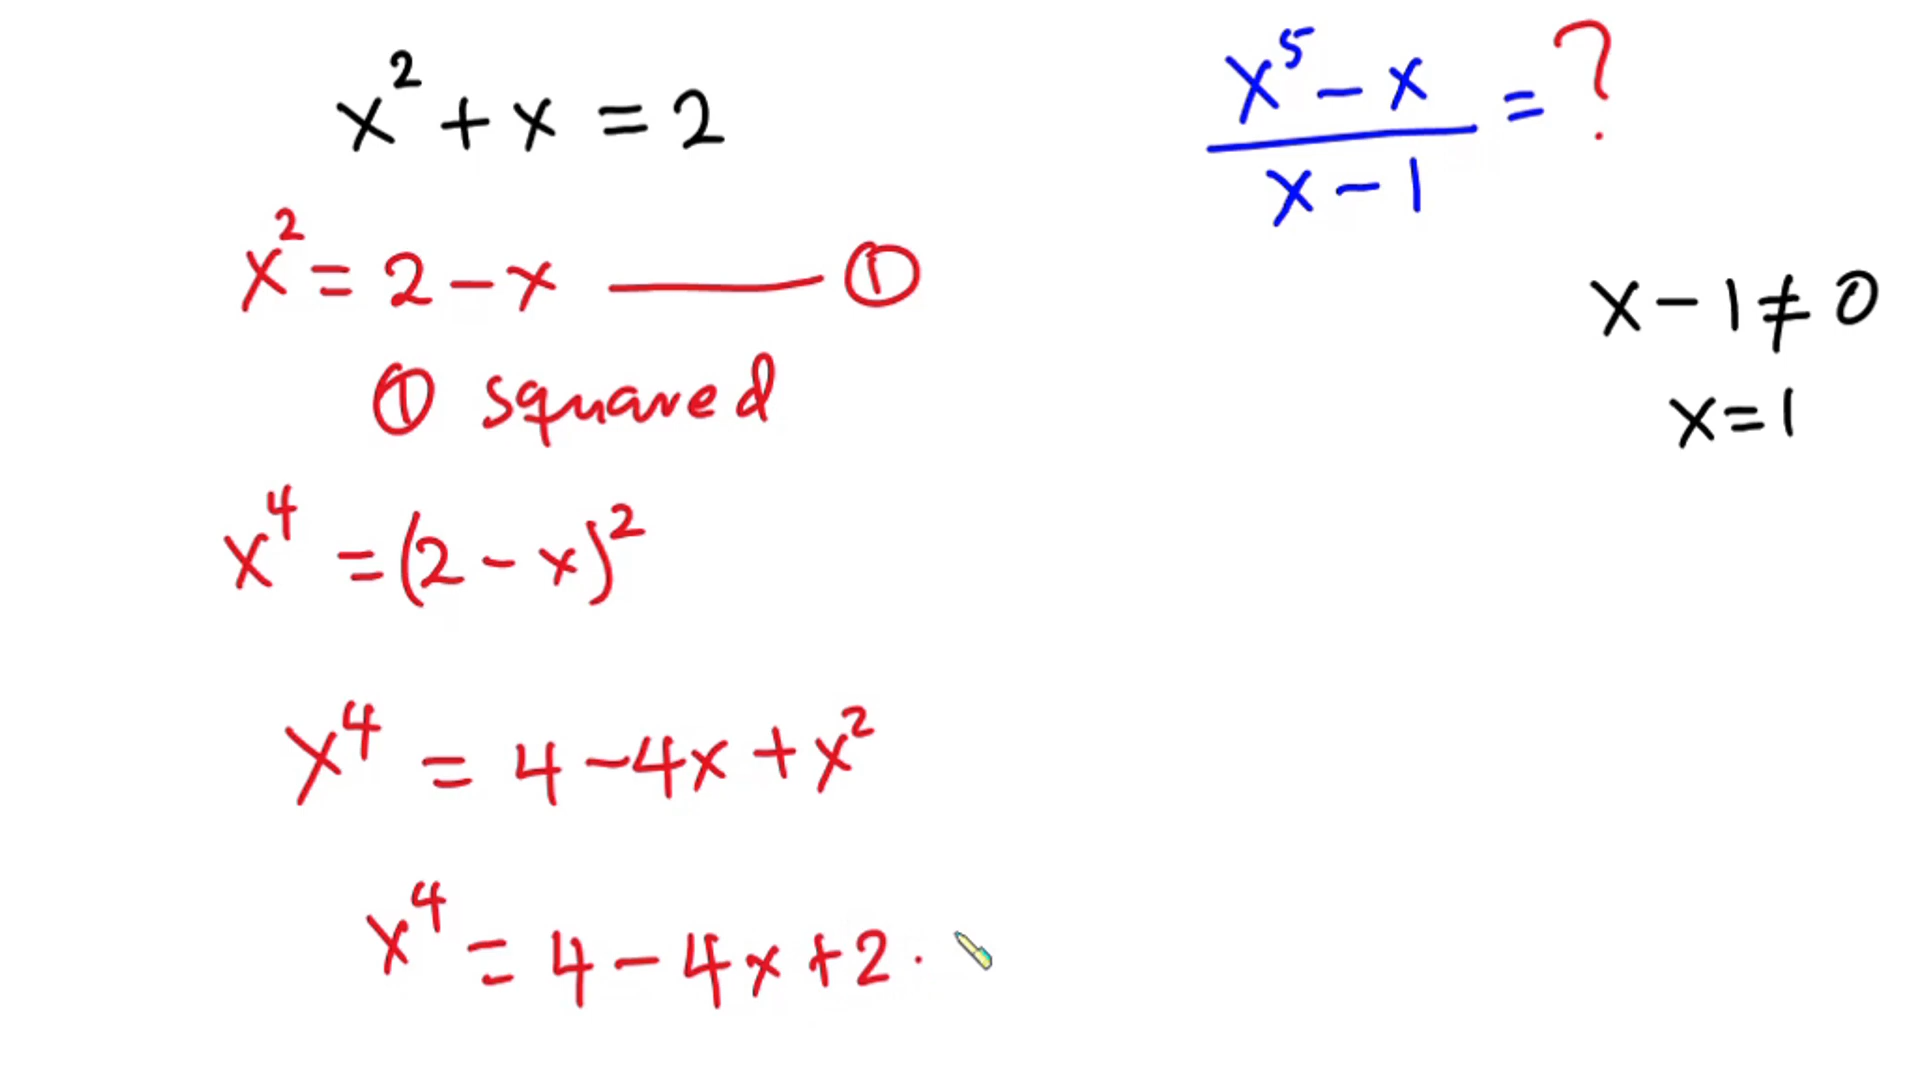 x² + x = 2
x² = 2 - x ——— ①
① squared
x⁴ = (2 - x)²
x⁴ = 4 - 4x + x²
x⁴ = 4 - 4x + 2 .
x⁵ - x
x - 1
= ?
x - 1 ≠ 0
x = 1